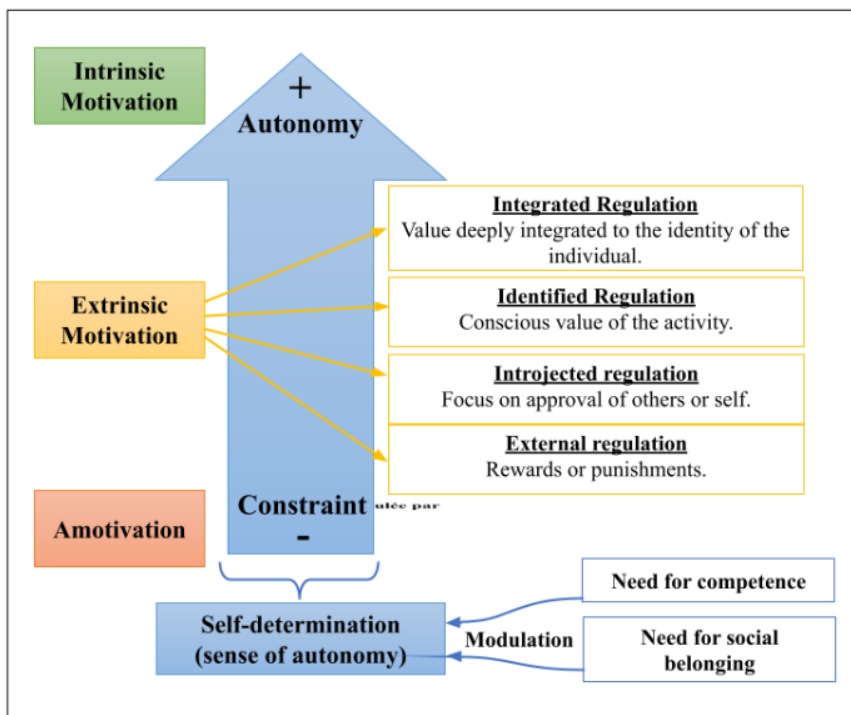 Intrinsic
Motivation
+
Autonomy
Integrated Regulation
Value deeply integrated to the identity of the
individual.
Extrinsic
Motivation
Identified Regulation
Conscious value of the activity.
Introjected regulation
Focus on approval of others or self.
External regulation
Rewards or punishments.
Amotivation
Constraint
ulée par
-
Self-determination
(sense of autonomy)
Modulation
Need for competence
Need for social
belonging